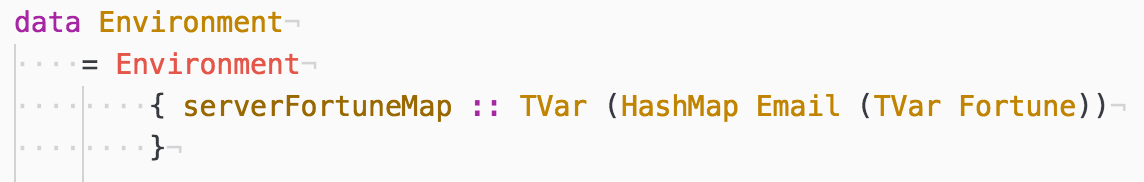 data Environment¬
····= Environment¬
········{ serverFortuneMap :: TVar (HashMap Email (TVar Fortune))¬
········}¬